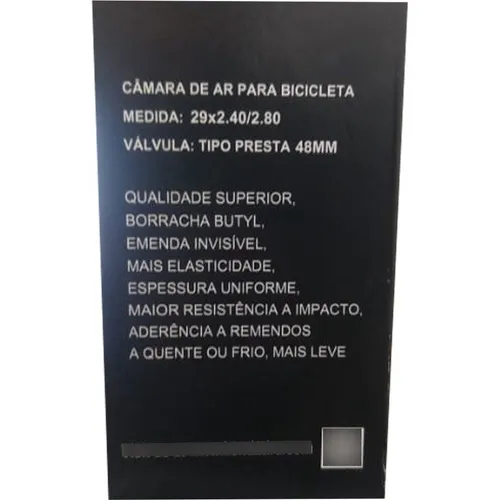 CÂMARA DE AR PARA BICICLETA
MEDIDA: 29x2.40/2.80
VÁLVULA: TIPO PRESTA 48MM
QUALIDADE SUPERIOR,
BORRACHA BUTYL,
EMENDA INVISÍVEL,
MAIS ELASTICIDADE,
ESPESSURA UNIFORME,
MAIOR RESISTÊNCIA A IMPACTO,
ADERÊNCIA A REMENDOS
A QUENTE OU FRIO, MAIS LEVE